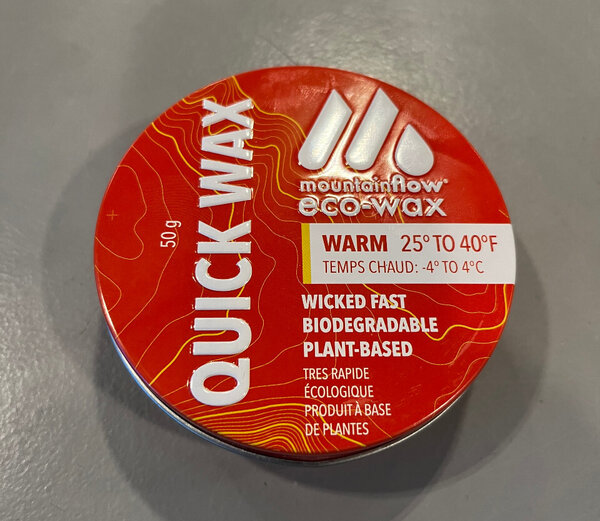 QUICK WAX
50 g
mountainflow®
eco-wax
WARM 25° TO 40°F
TEMPS CHAUD: -4° TO 4°C
WICKED FAST
BIODEGRADABLE
PLANT-BASED
TRES RAPIDE
ÉCOLOGIQUE
PRODUIT À BASE
DE PLANTES